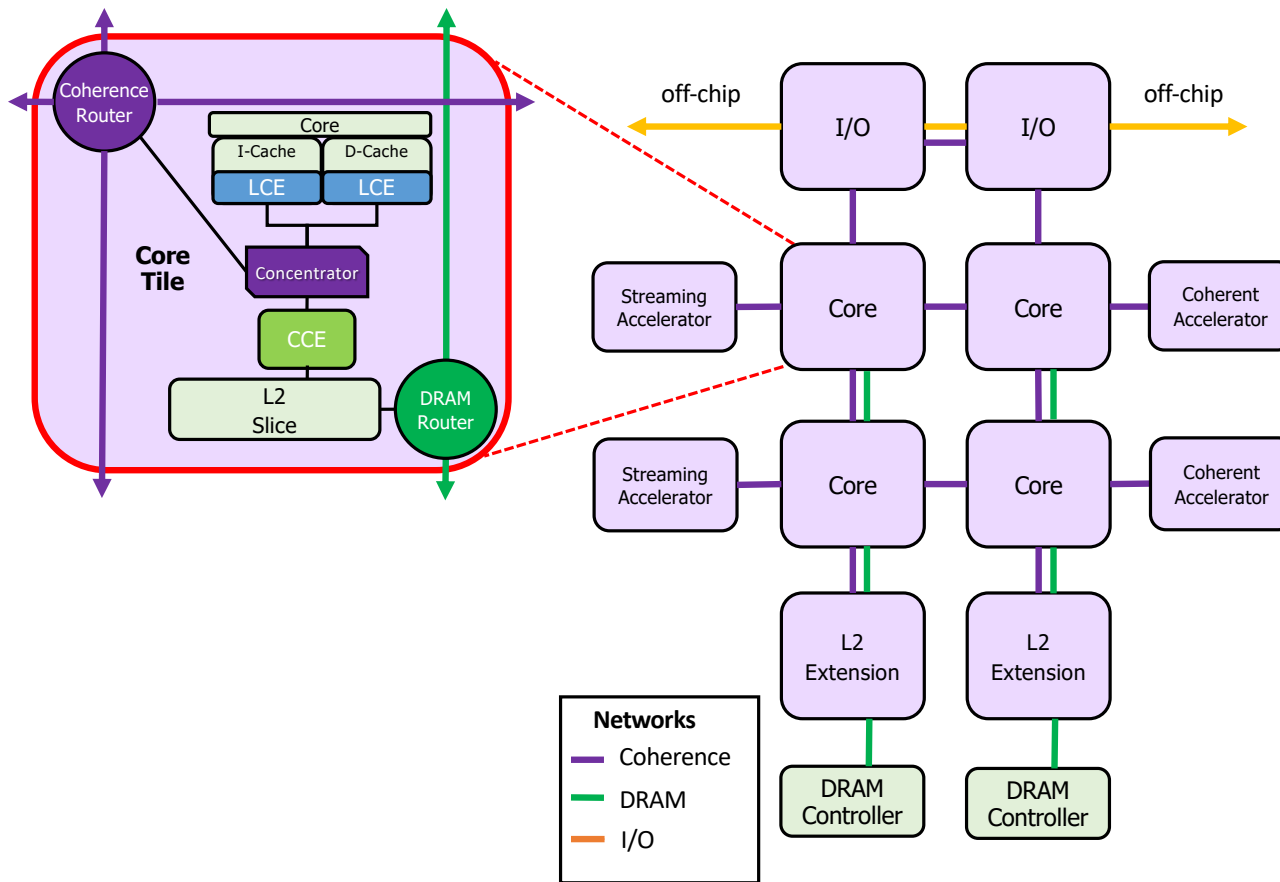 Coherence
Router
Core
I-Cache
D-Cache
LCE
LCE
Core
Tile
Concentrator
CCE
L2
Slice
DRAM
Router
off-chip
I/O
I/O
off-chip
Streaming
Accelerator
Core
Core
Coherent
Accelerator
Streaming
Accelerator
Core
Core
Coherent
Accelerator
L2
Extension
L2
Extension
DRAM
Controller
DRAM
Controller
Networks
Coherence
DRAM
I/O